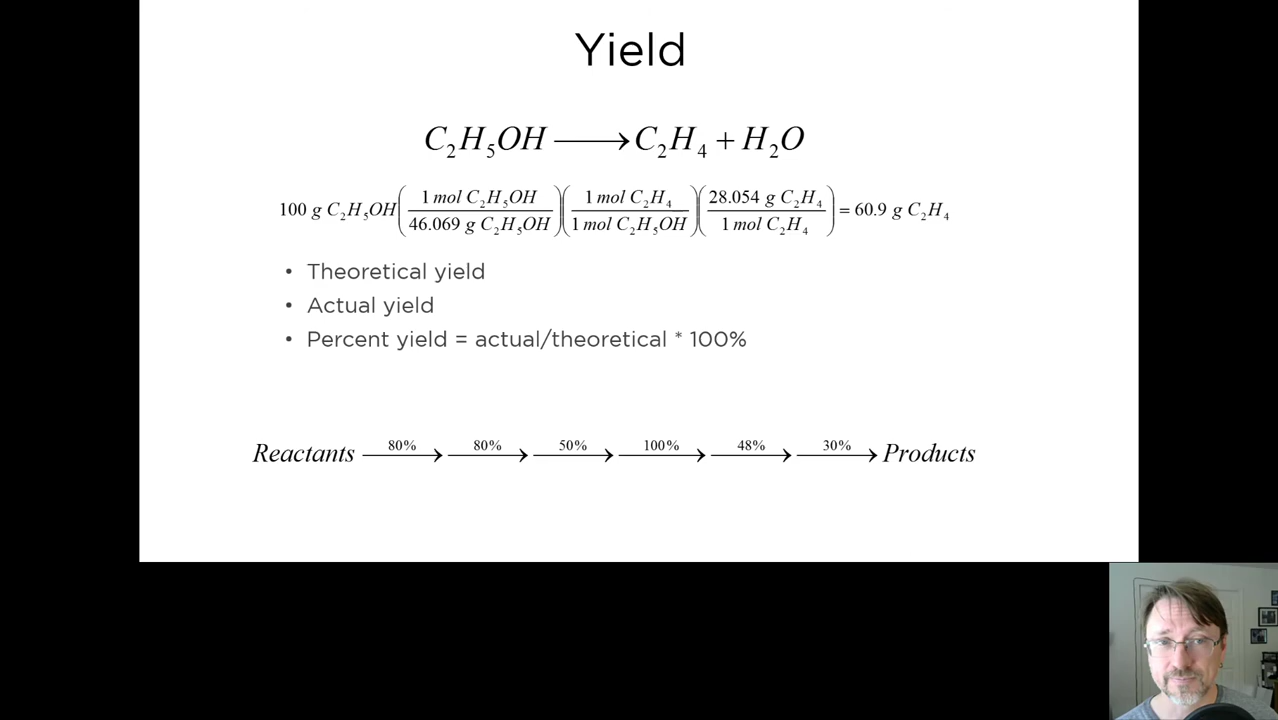 Yield
C₂H₅OH ⟶ C₂H₄ + H₂O
100 g C₂H₅OH (1 mol C₂H₅OH / 46.069 g C₂H₅OH) (1 mol C₂H₄ / 1 mol C₂H₅OH) (28.054 g C₂H₄ / 1 mol C₂H₄) = 60.9 g C₂H₄
• Theoretical yield
• Actual yield
• Percent yield = actual/theoretical * 100%
Reactants 80% ⟶ 80% ⟶ 50% ⟶ 100% ⟶ 48% ⟶ 30% ⟶ Products